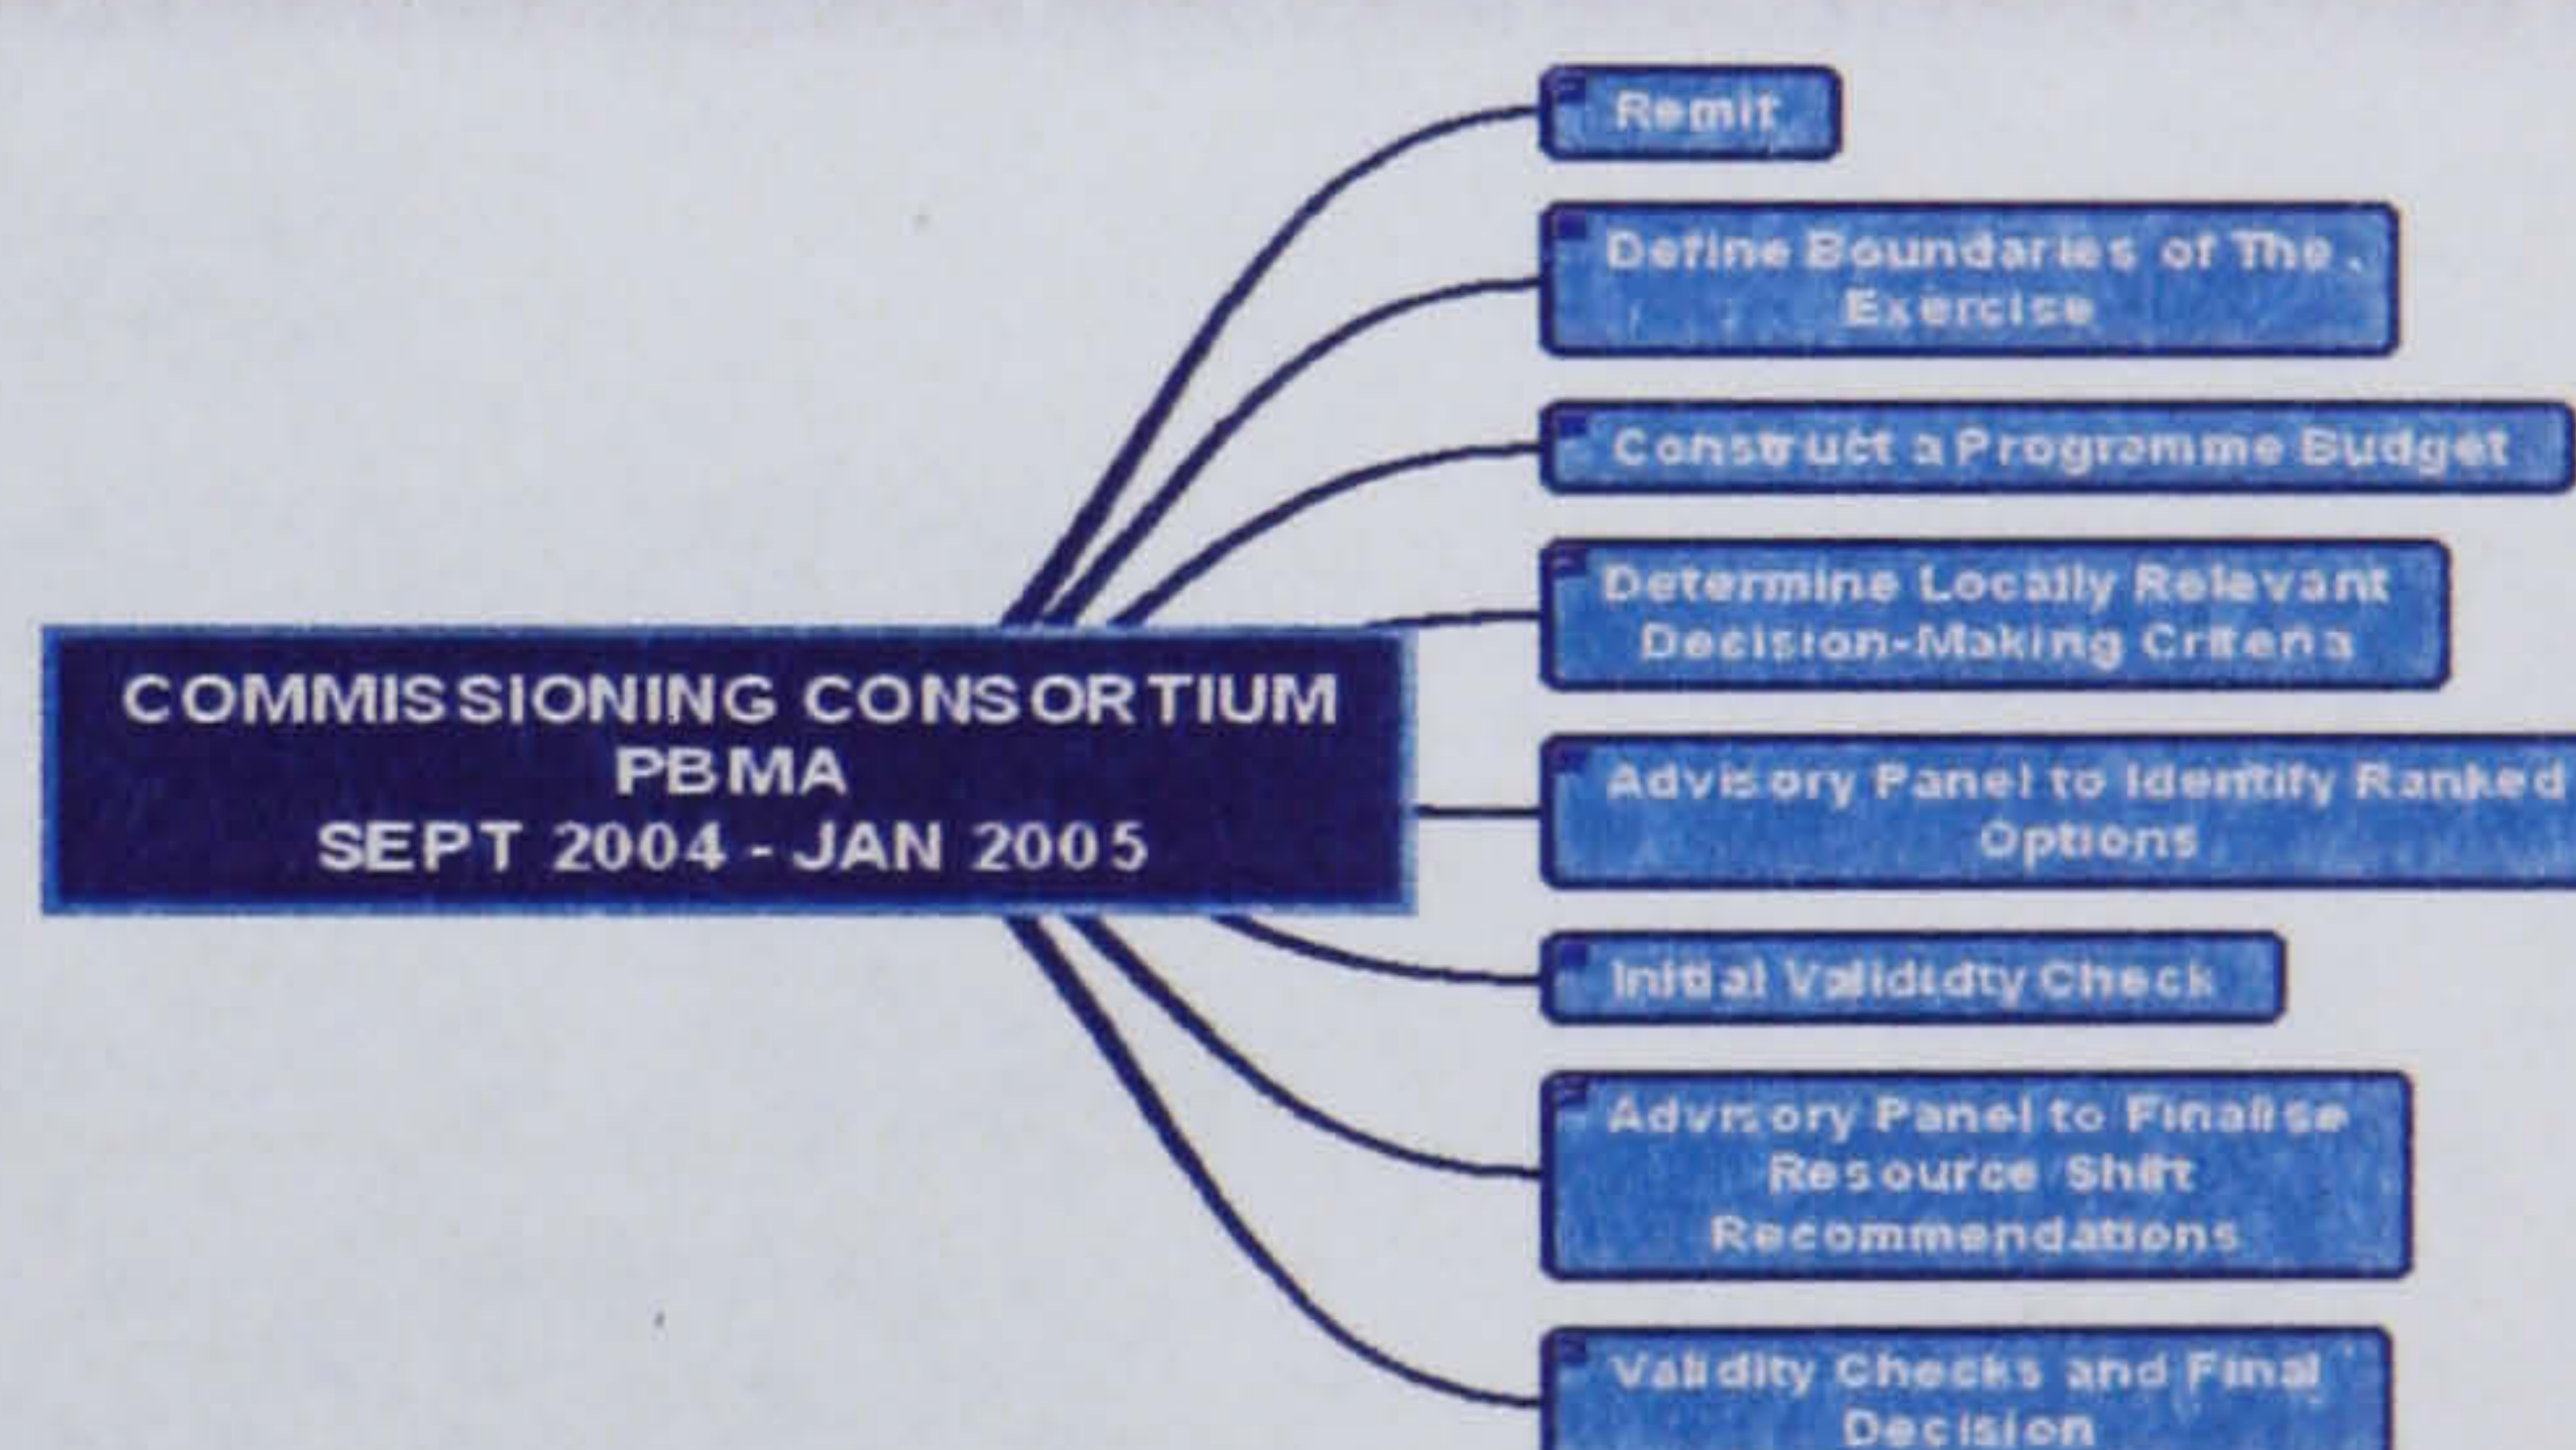 Remit
Define Boundaries of The .
Exercise
Construct a Programme Budget
Determine Locally Relevant
Decision-Making Criteria
COMMISSIONING CONSORTIUM
PBMA
SEPT 2004 - JAN 2005
Advisory Panel to Identify Ranked
Options
Initial Valididty Check
Advisory Panel to Finalise
Resource Shift
Recommendations
Validity Checks and Final
Decision